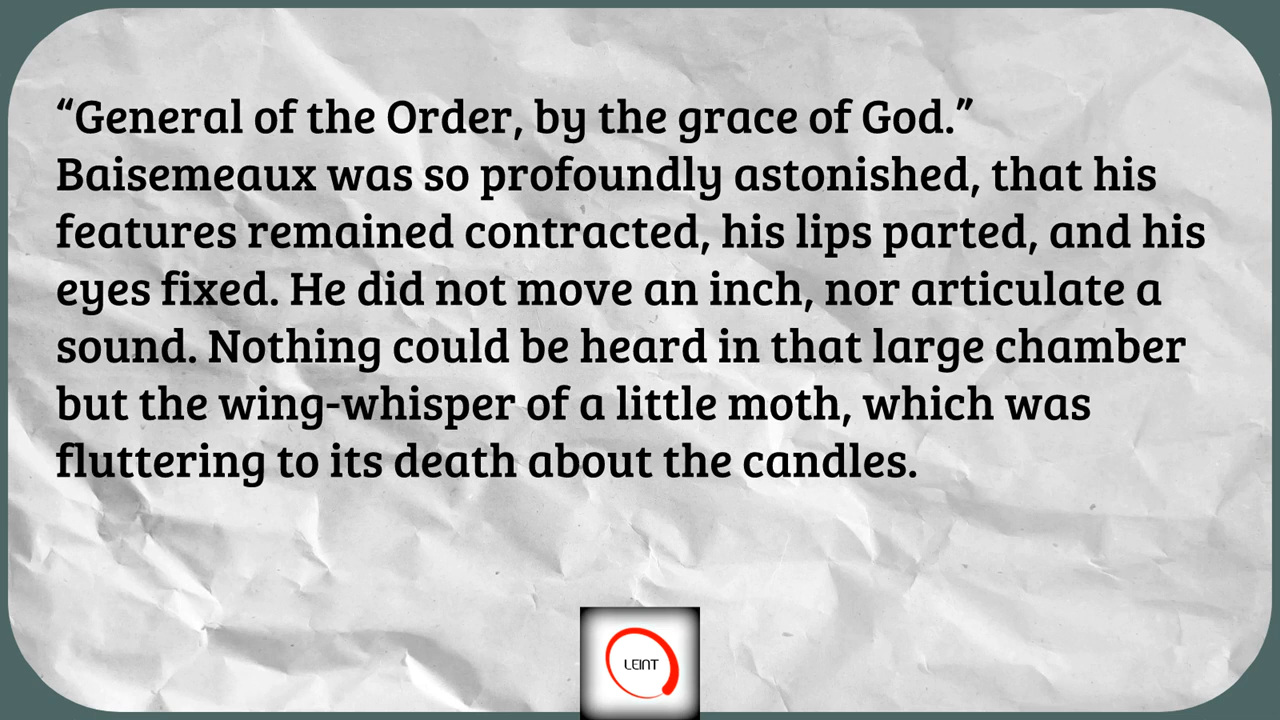 “General of the Order, by the grace of God.”
Baisemeaux was so profoundly astonished, that his
features remained contracted, his lips parted, and his
eyes fixed. He did not move an inch, nor articulate a
sound. Nothing could be heard in that large chamber
but the wing-whisper of a little moth, which was
fluttering to its death about the candles.
LEINT